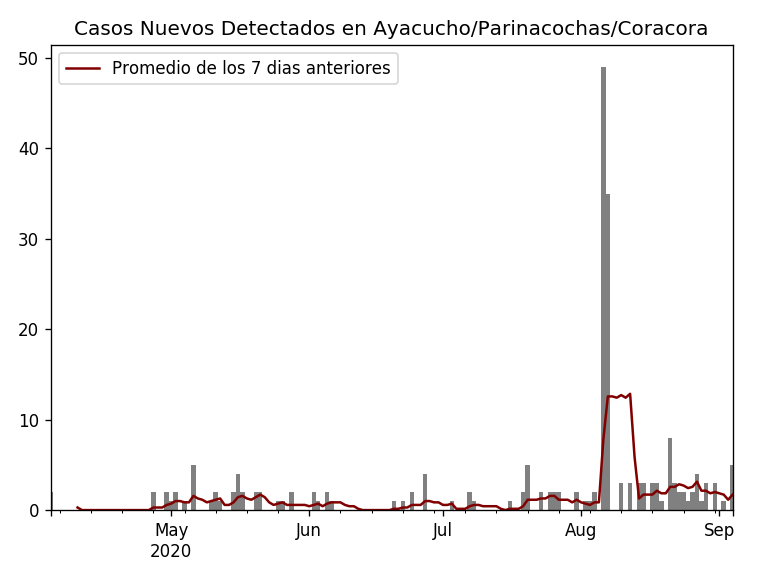 Casos Nuevos Detectados en Ayacucho/Parinacochas/Coracora
Promedio de los 7 dias anteriores
50
40
30
20
10
0
May Jun Jul Aug Sep
2020